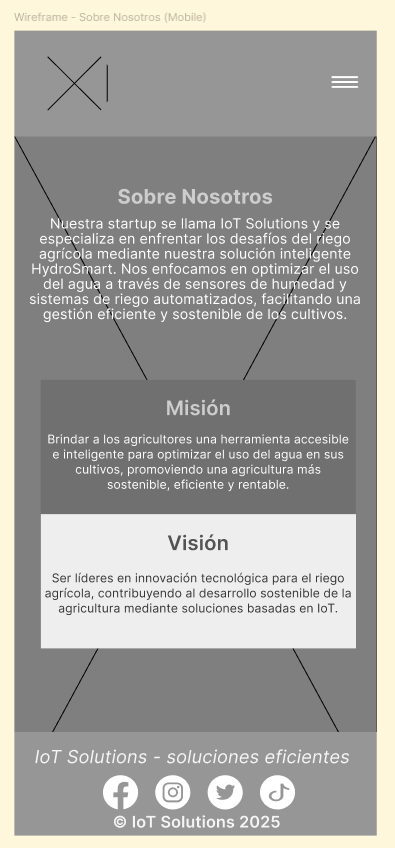 Wireframe - Sobre Nosotros (Mobile)
Sobre Nosotros
Nuestra startup se llama IoT Solutions y se
especializa en enfrentar los desafíos del riego
agrícola mediante nuestra solución inteligente
HydroSmart. Nos enfocamos en optimizar el uso
del agua a través de sensores de humedad y
sistemas de riego automatizados, facilitando una
gestión eficiente y sostenible de los cultivos.
Misión
Brindar a los agricultores una herramienta accesible
e inteligente para optimizar el uso del agua en sus
cultivos, promoviendo una agricultura más
sostenible, eficiente y rentable.
Visión
Ser líderes en innovación tecnológica para el riego
agrícola, contribuyendo al desarrollo sostenible de la
agricultura mediante soluciones basadas en IoT.
IoT Solutions - soluciones eficientes
© IoT Solutions 2025